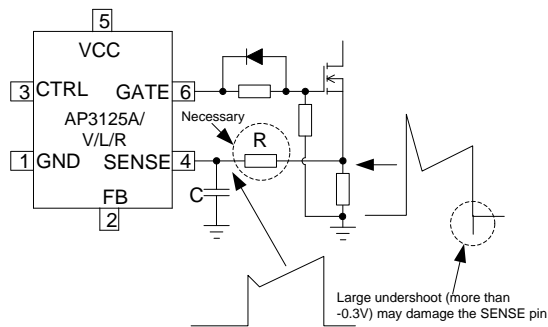 5
VCC
3 CTRL GATE 6
AP3125A/
V/L/R
Necessary
R
1 GND SENSE 4
FB
2
C
Large undershoot (more than
-0.3V) may damage the SENSE pin